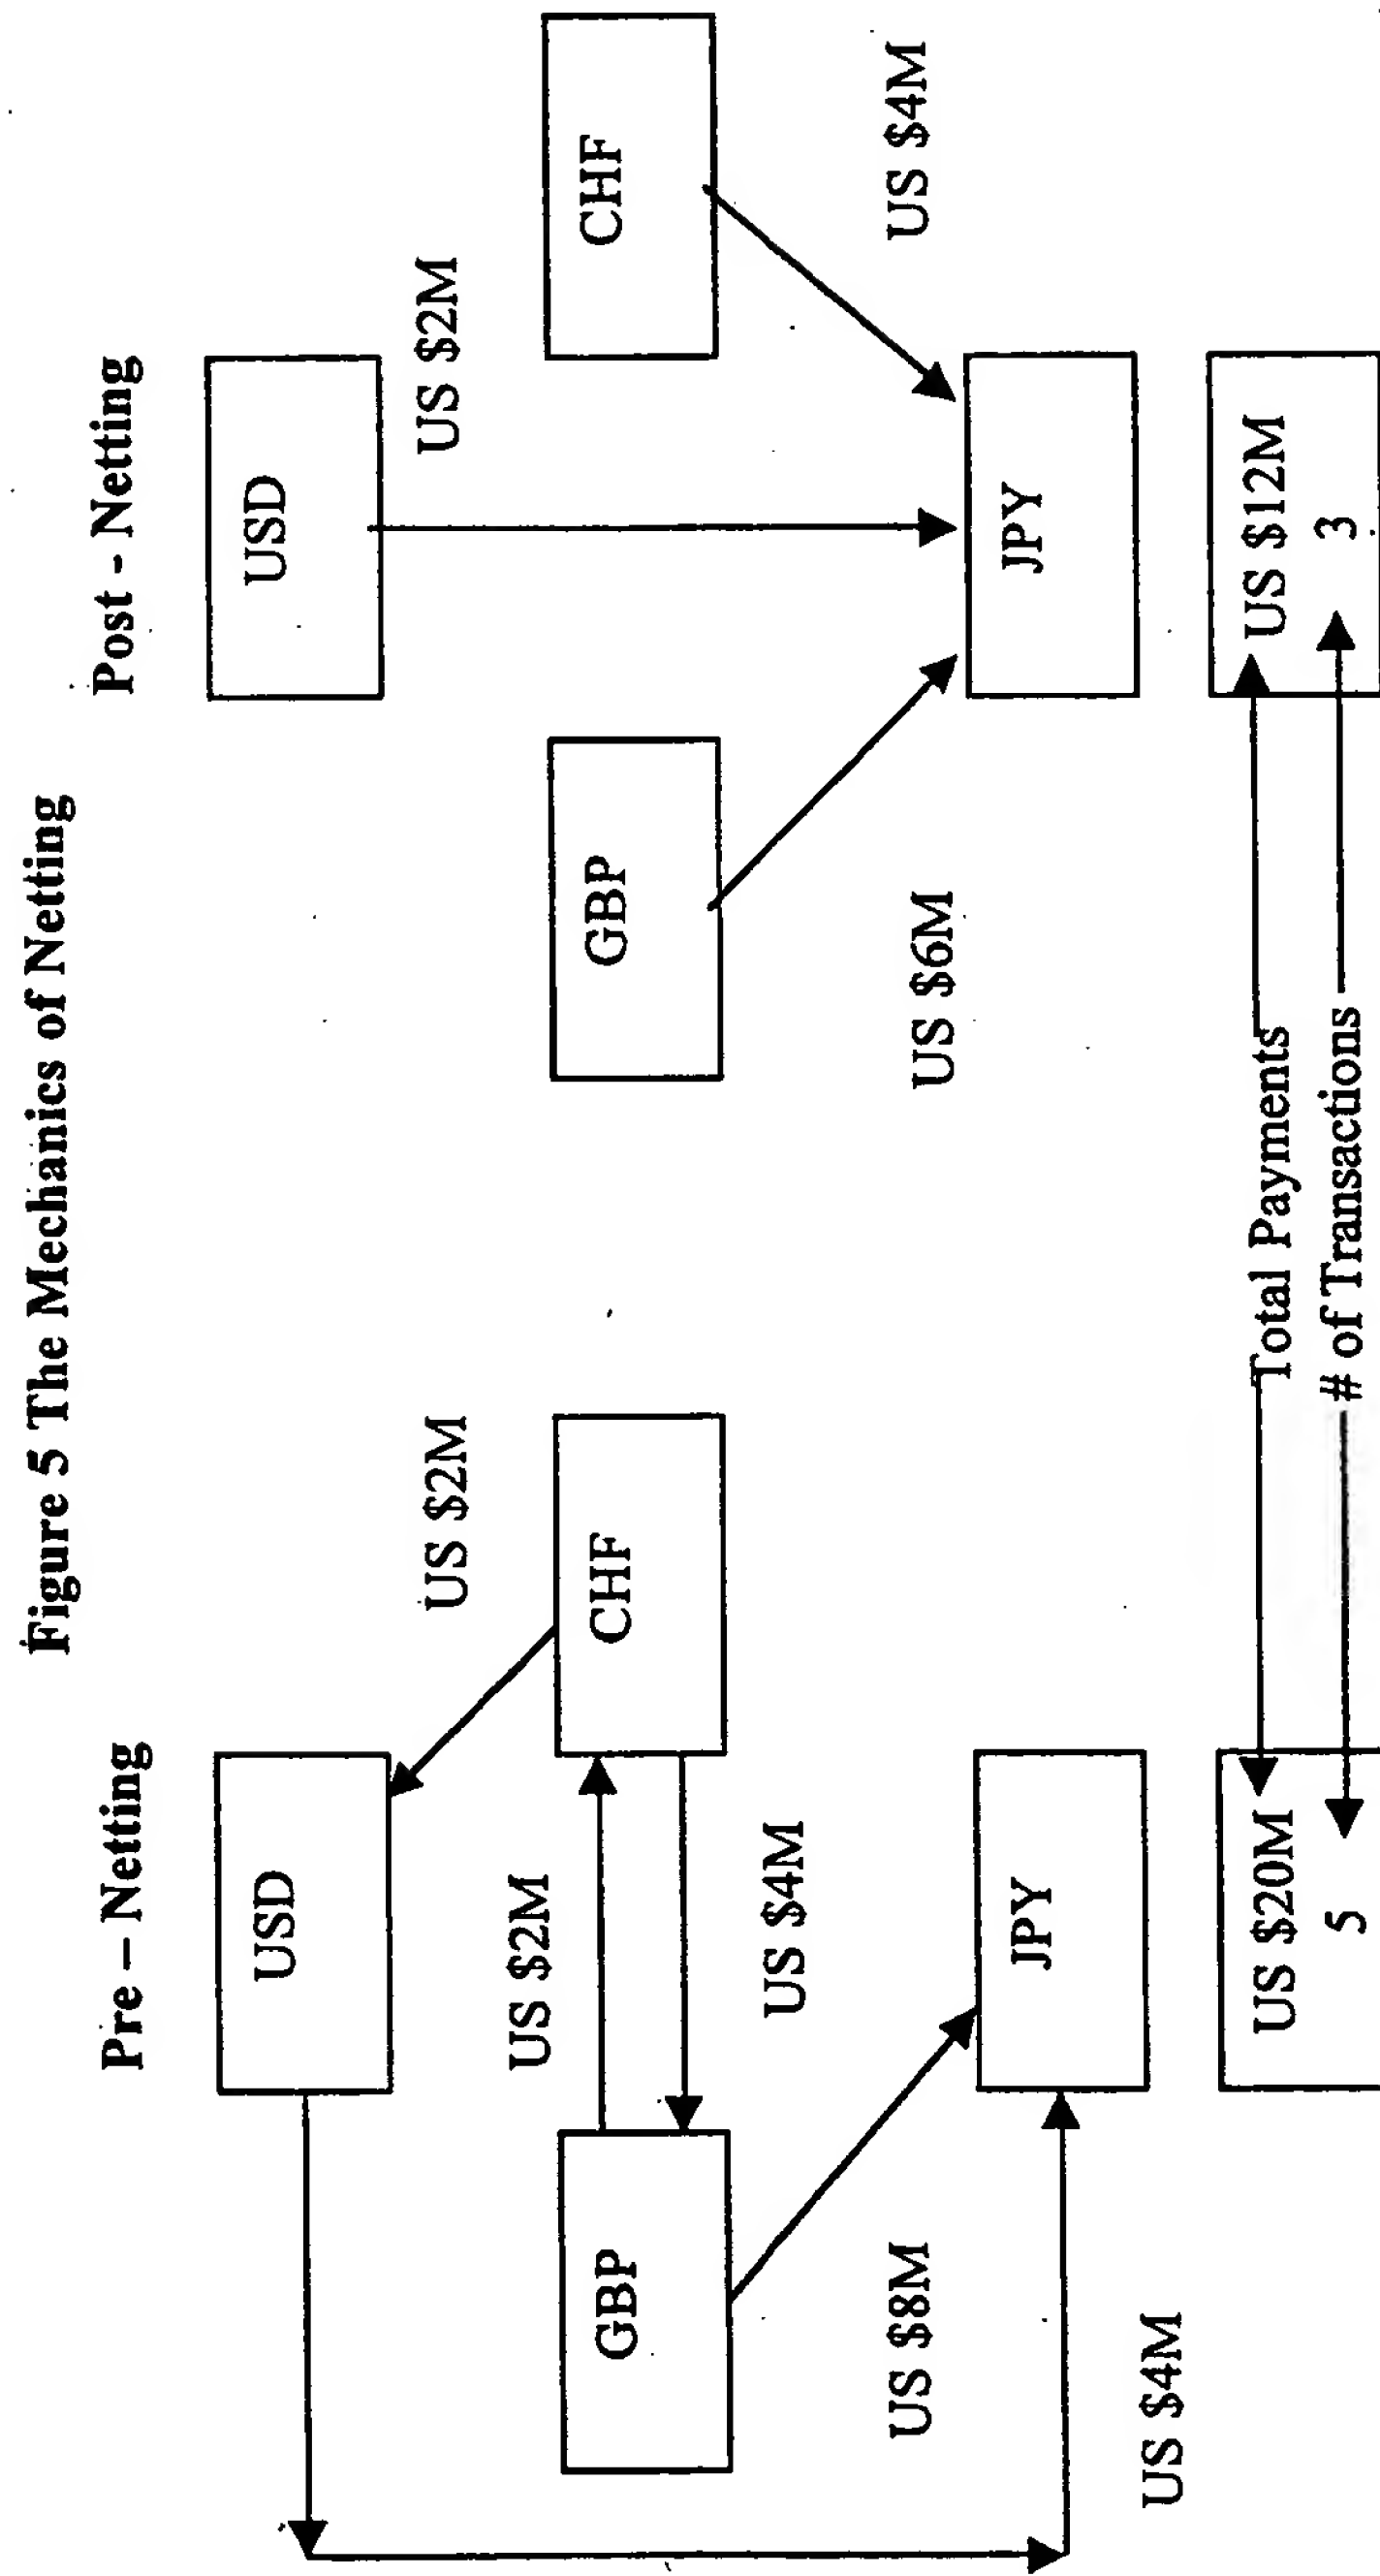 Figure 5 The Mechanics of Netting
Pre – Netting
USD
US $2M
US $2M
CHF
GBP
US $4M
US $8M
JPY
US $4M
US $20M
5
Total Payments
# of Transactions
Post - Netting
USD
US $2M
GBP
CHF
US $6M
US $4M
JPY
US $12M
3